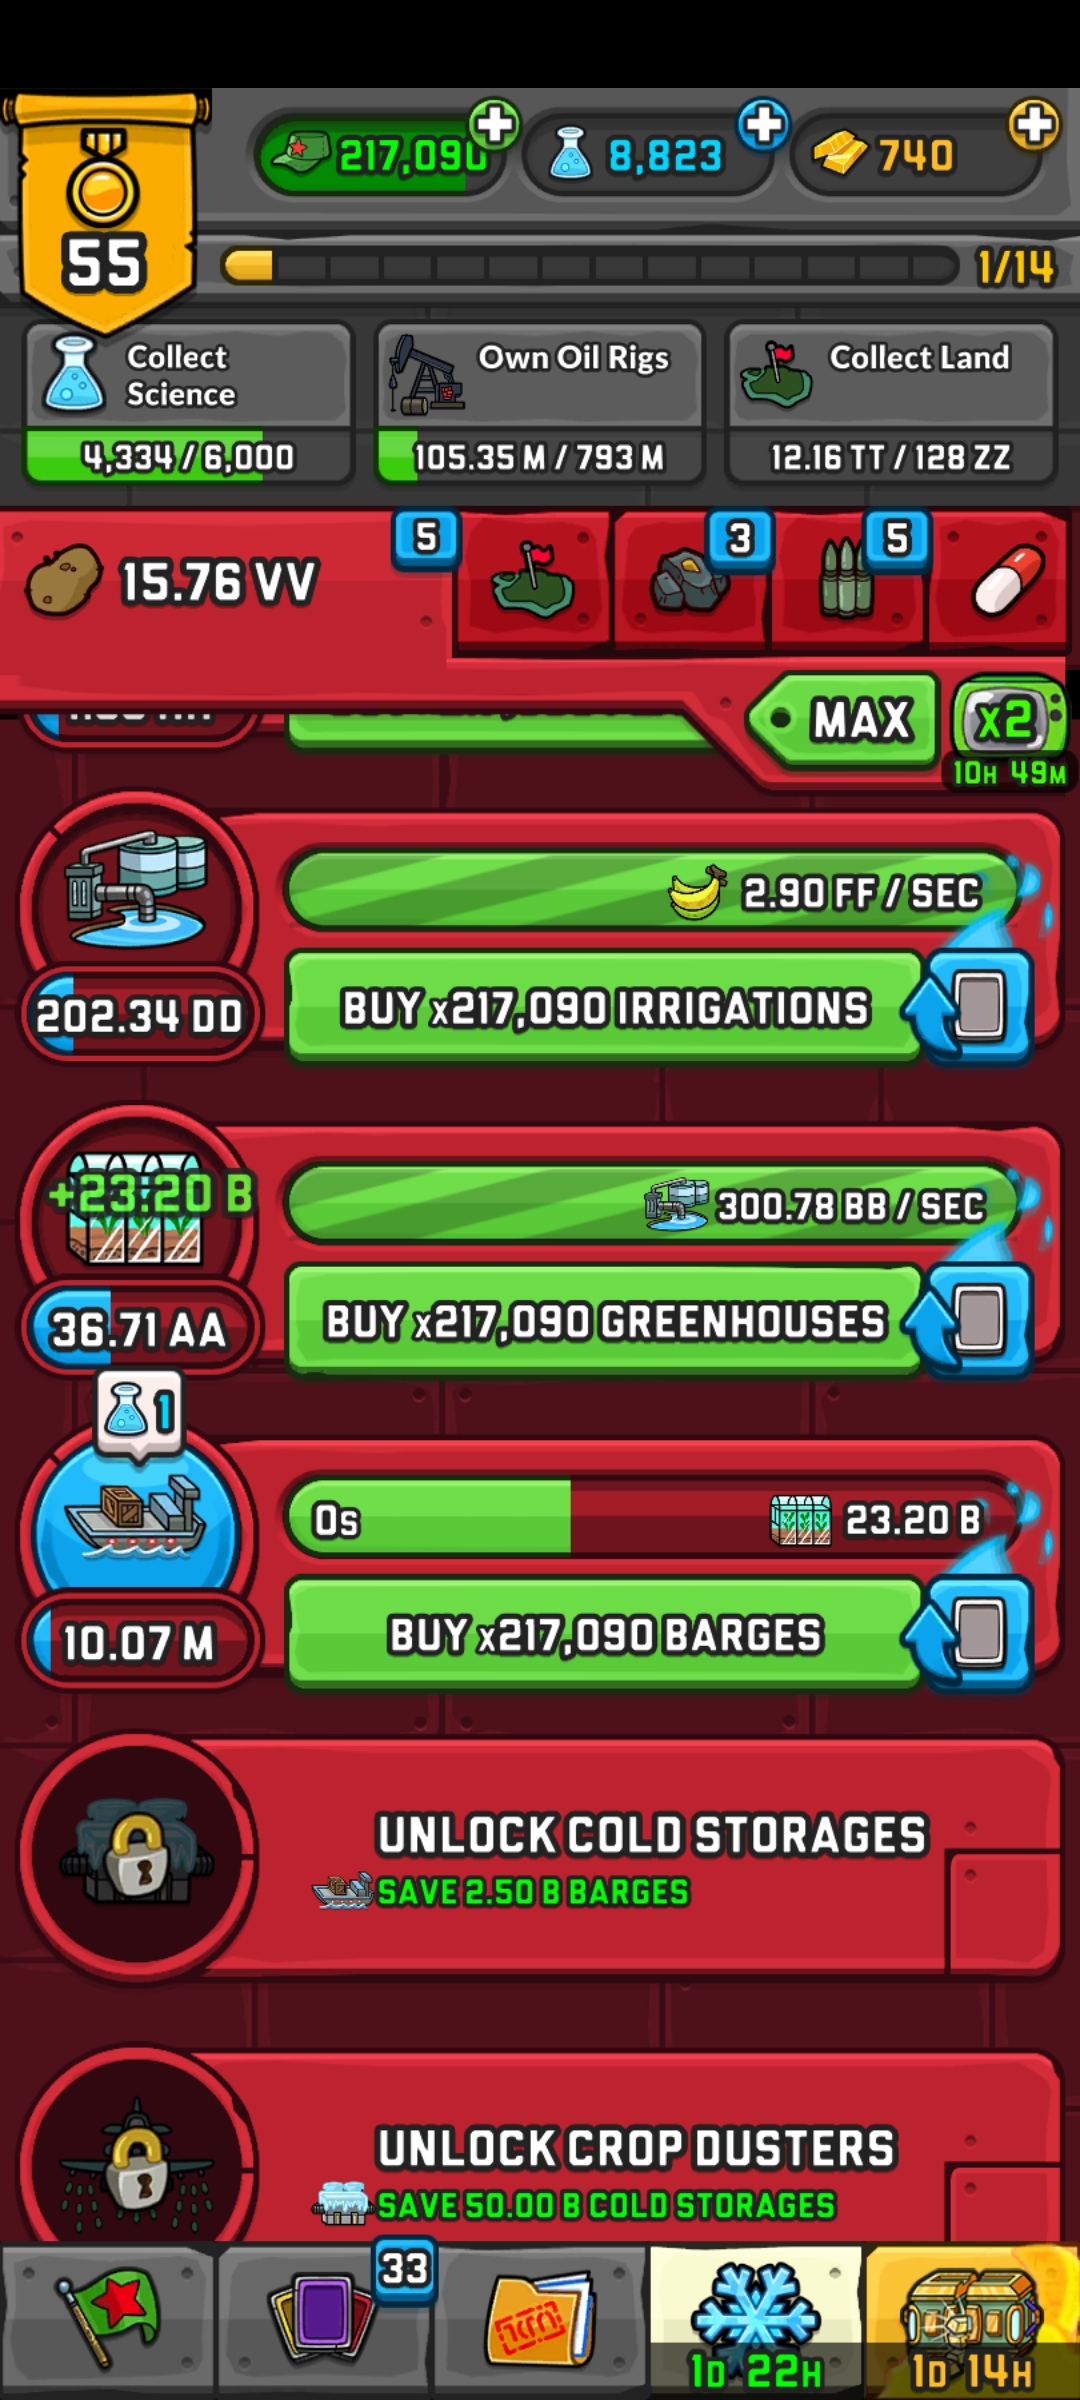 217,090
8,823
740
55
1/14
Collect
Science
4,334 / 6,000
Own Oil Rigs
105.35 M / 793 M
Collect Land
12.16 TT / 128 ZZ
15.76 VV
5
3
5
MAX
x2
10H 49M
2.90 FF / SEC
202.34 DD
BUY x217,090 IRRIGATIONS
+23.20 B
300.78 BB / SEC
36.71 AA
BUY x217,090 GREENHOUSES
1
0s
23.20 B
10.07 M
BUY x217,090 BARGES
UNLOCK COLD STORAGES
SAVE 2.50 B BARGES
UNLOCK CROP DUSTERS
SAVE 50.00 B COLD STORAGES
33
1D 22H
1D 14H